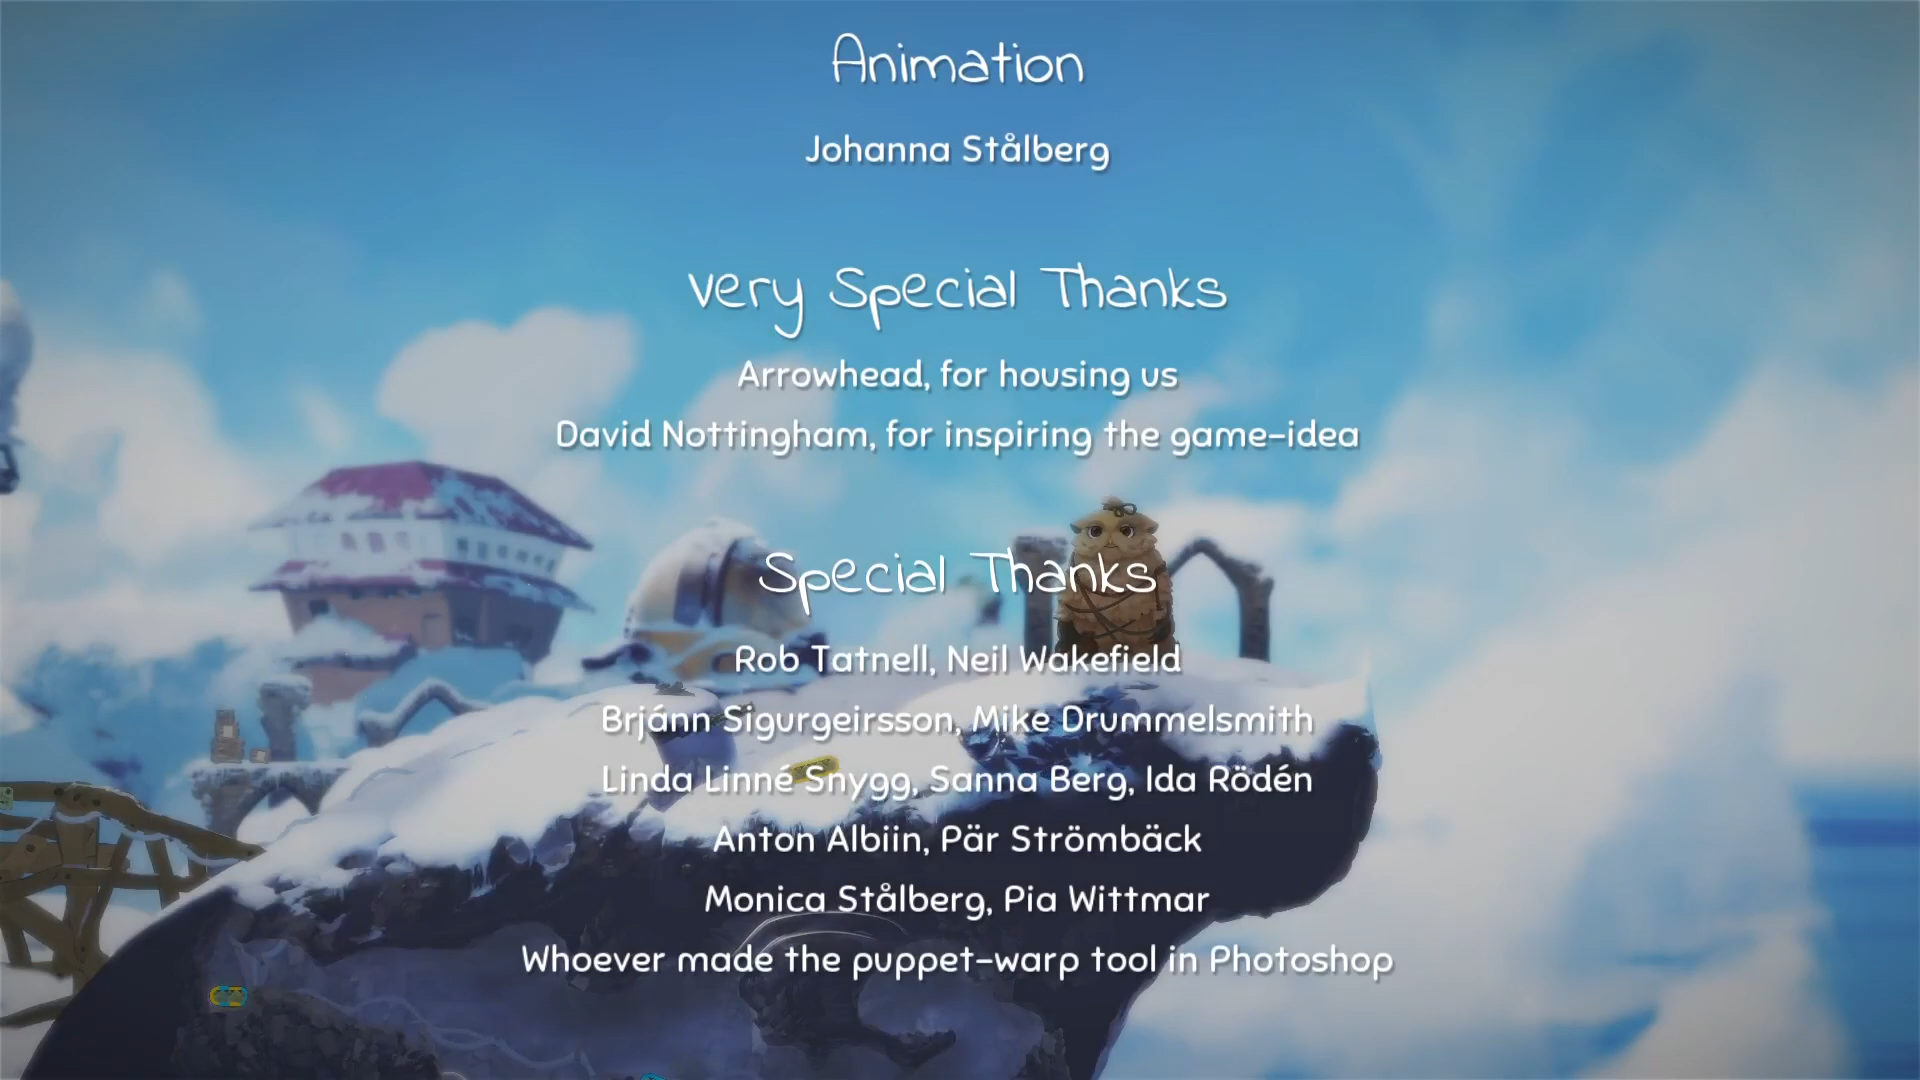 Animation
Johanna Stålberg
Very Special Thanks
Arrowhead, for housing us
David Nottingham, for inspiring the game-idea
Special Thanks
Rob Tatnell, Neil Wakefield
Brjánn Sigurgeirsson, Mike Drummelsmith
Linda Linné Snygg, Sanna Berg, Ida Rödén
Anton Albiin, Pär Strömbäck
Monica Stålberg, Pia Wittmar
Whoever made the puppet-warp tool in Photoshop